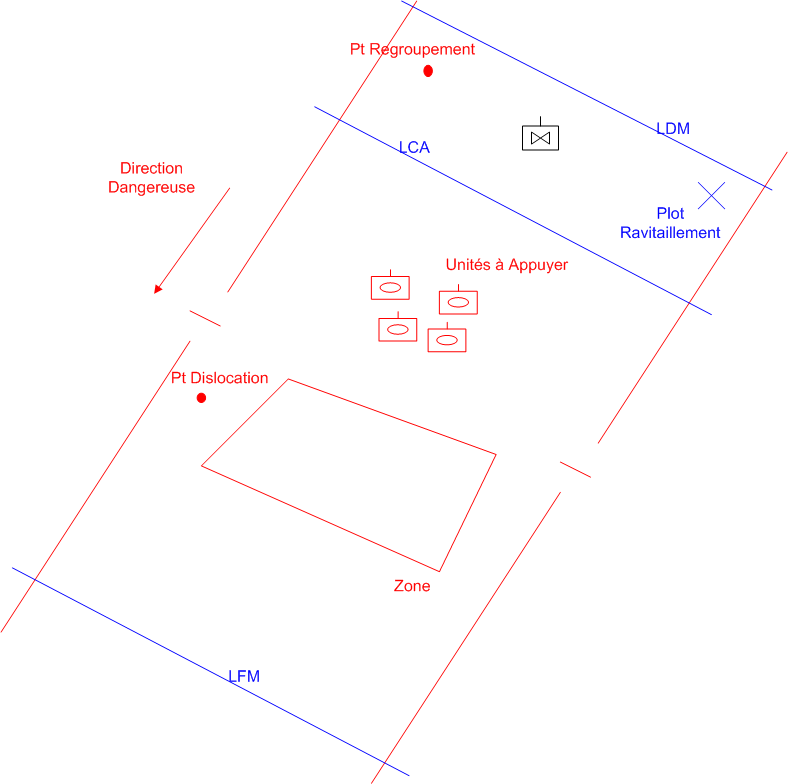 Pt Regroupement
LDM
LCA
Direction
Dangereuse
Plot
Ravitaillement
Unités à Appuyer
Pt Dislocation
Zone
LFM